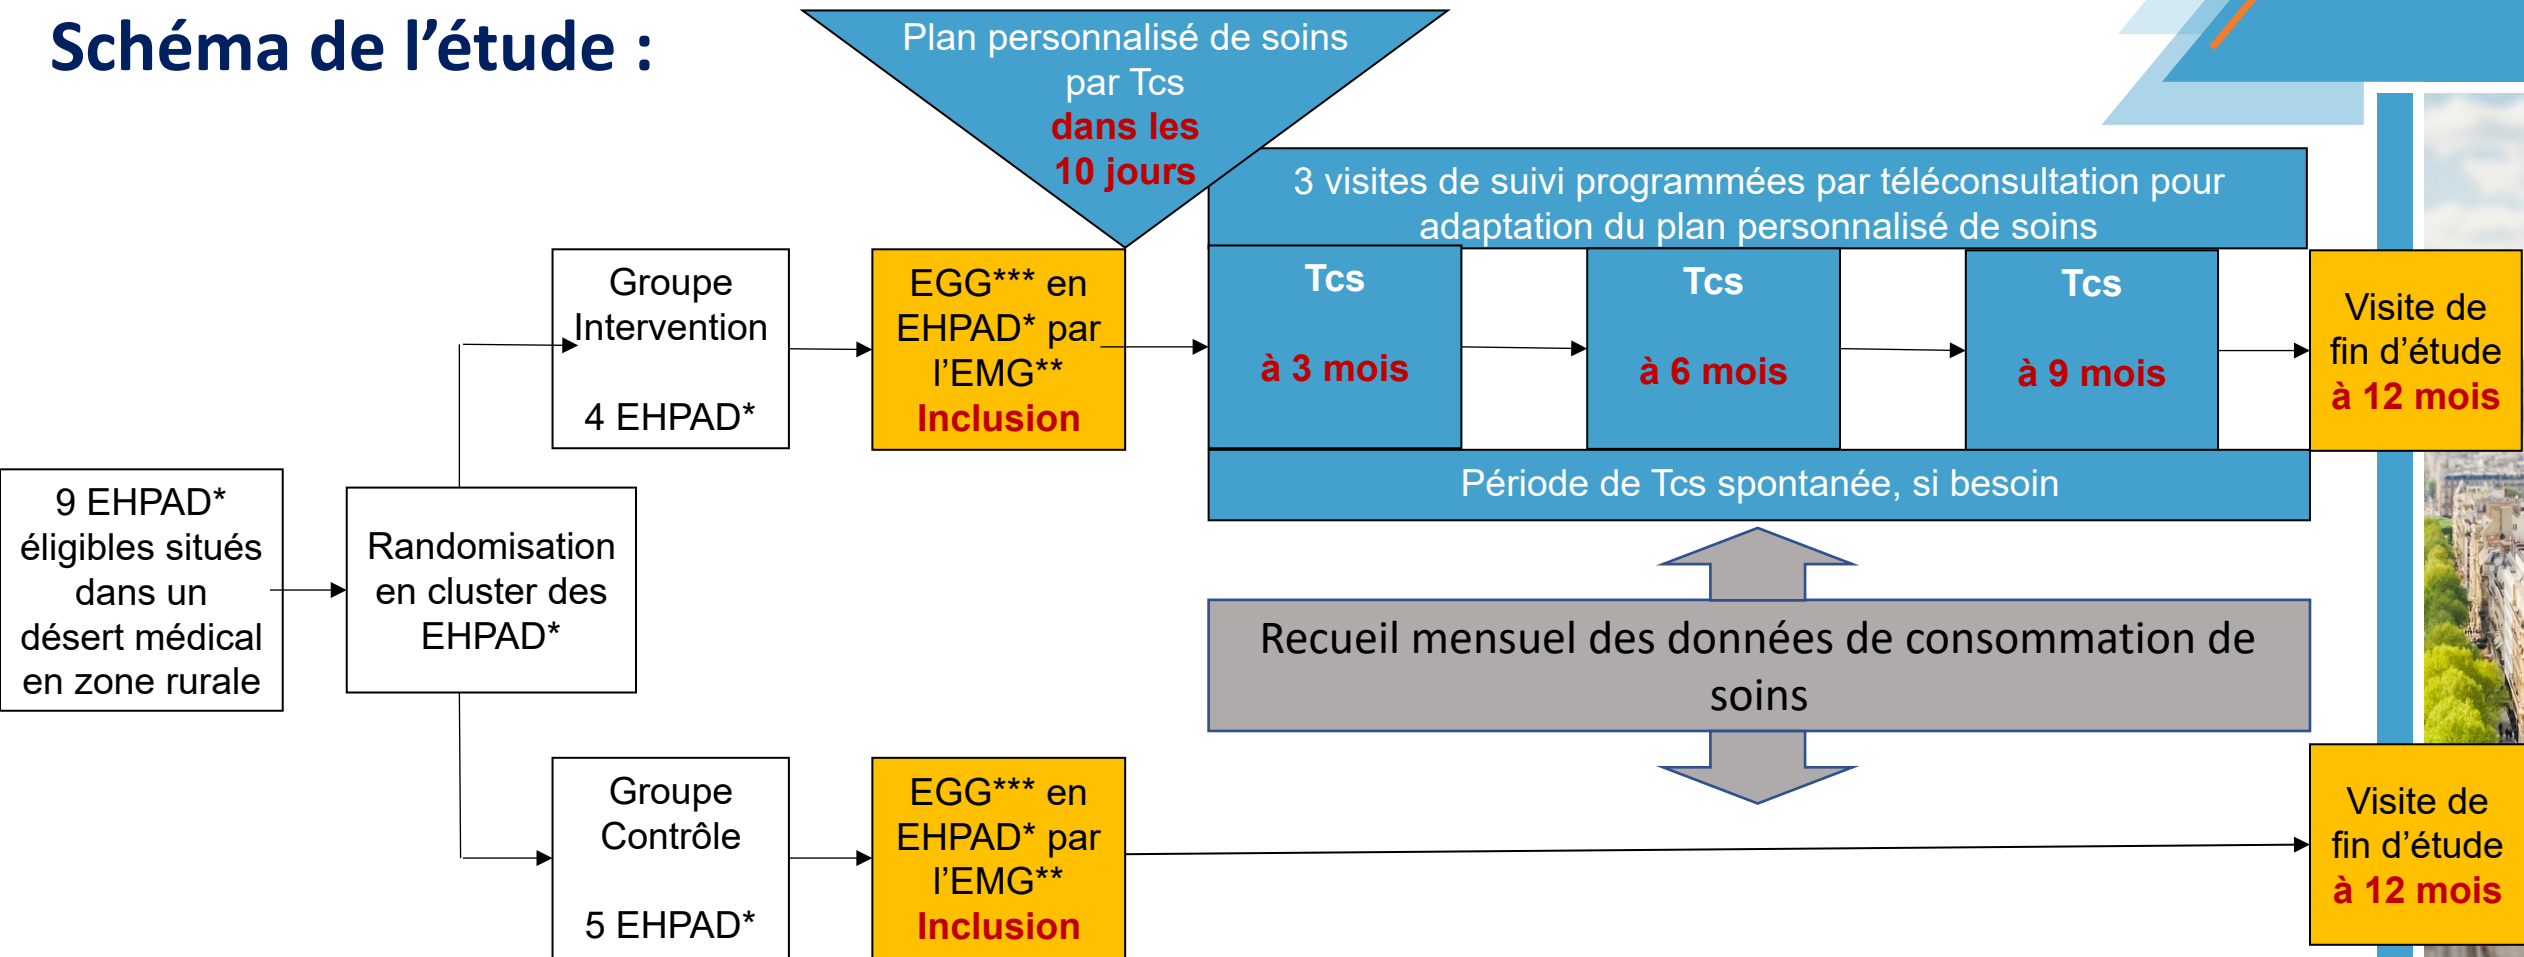 Schéma de l’étude :
Plan personnalisé de soins
par Tcs
dans les
10 jours
3 visites de suivi programmées par téléconsultation pour
adaptation du plan personnalisé de soins
Groupe
Intervention
4 EHPAD*
EGG*** en
EHPAD* par
l’EMG**
Inclusion
Tcs
à 3 mois
Tcs
à 6 mois
Tcs
à 9 mois
Visite de
fin d’étude
à 12 mois
Période de Tcs spontanée, si besoin
9 EHPAD*
éligibles situés
dans un
désert médical
en zone rurale
Randomisation
en cluster des
EHPAD*
Recueil mensuel des données de consommation de
soins
Groupe
Contrôle
5 EHPAD*
EGG*** en
EHPAD* par
l’EMG**
Inclusion
Visite de
fin d’étude
à 12 mois